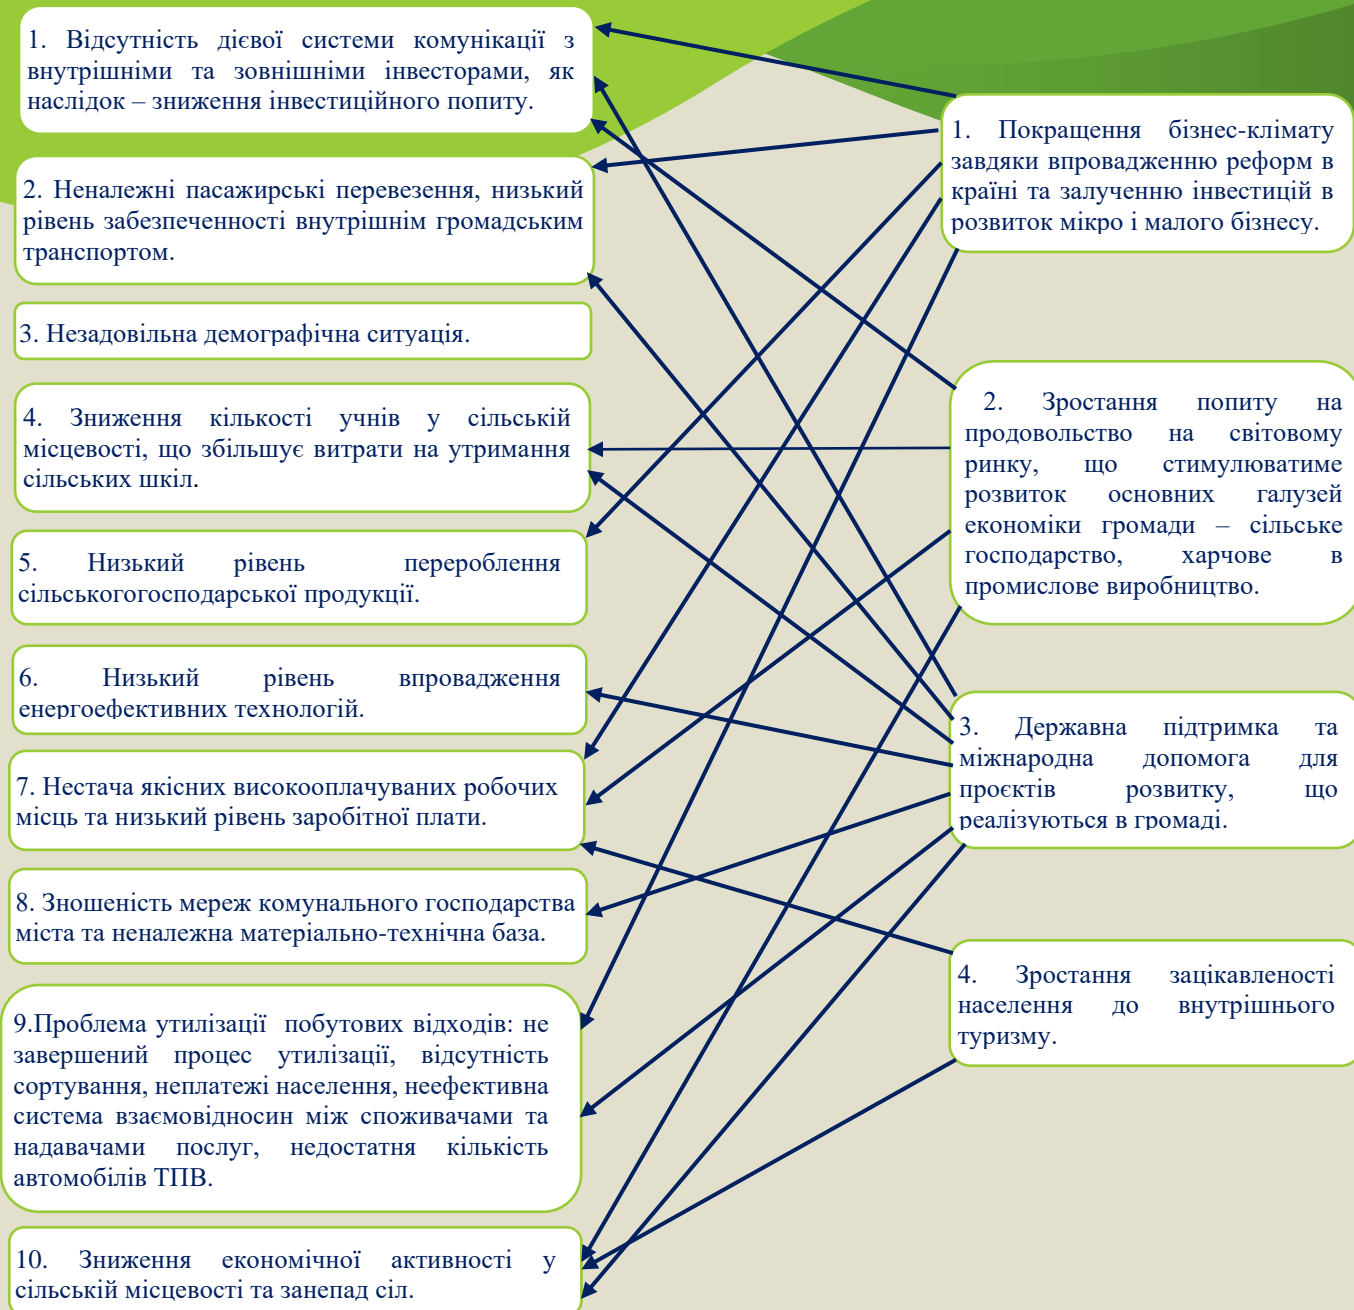 1. Відсутність дієвої системи комунікації з
внутрішніми та зовнішніми інвесторами, як
наслідок – зниження інвестиційного попиту.
2. Неналежні пасажирські перевезення, низький
рівень забезпеченності внутрішнім громадським
транспортом.
3. Незадовільна демографічна ситуація.
4. Зниження кількості учнів у сільській
місцевості, що збільшує витрати на утримання
сільських шкіл.
5. Низький рівень перероблення
сільськогогосподарської продукції.
6. Низький рівень впровадження
енергоефективних технологій.
7. Нестача якісних високооплачуваних робочих
місць та низький рівень заробітної плати.
8. Зношеність мереж комунального господарства
міста та неналежна матеріально-технічна база.
9.Проблема утилізації побутових відходів: не
завершений процес утилізації, відсутність
сортування, неплатежі населення, неефективна
система взаємовідносин між споживачами та
надавачами послуг, недостатня кількість
автомобілів ТПВ.
10. Зниження економічної активності у
сільській місцевості та занепад сіл.
1. Покращення бізнес-клімату
завдяки впровадженню реформ в
країні та залученню інвестицій в
розвиток мікро і малого бізнесу.
2. Зростання попиту на
продовольство на світовому
ринку, що стимулюватиме
розвиток основних галузей
економіки громади – сільське
господарство, харчове в
промислове виробництво.
3. Державна підтримка та
міжнародна допомога для
проєктів розвитку, що
реалізуються в громаді.
4. Зростання зацікавленості
населення до внутрішнього
туризму.